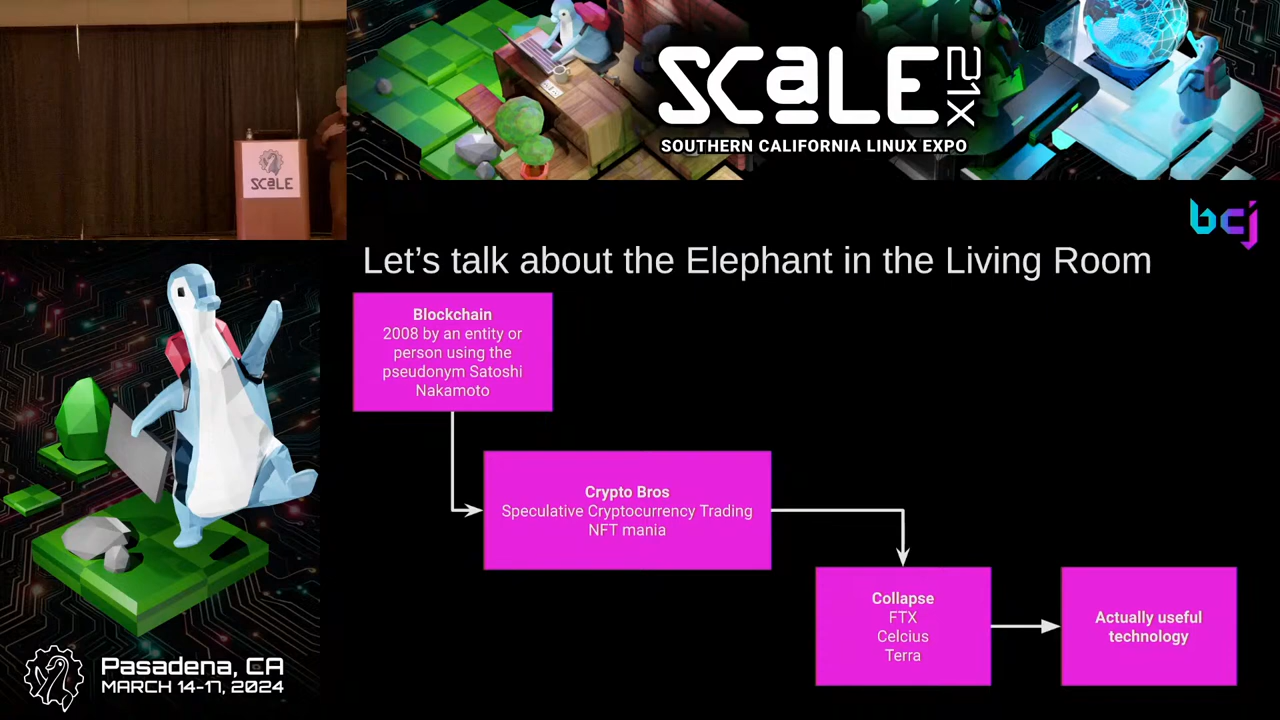 SCaLE 21X
SOUTHERN CALIFORNIA LINUX EXPO
SCaLE
bcj
Let's talk about the Elephant in the Living Room
Blockchain
2008 by an entity or
person using the
pseudonym Satoshi
Nakamoto
Crypto Bros
Speculative Cryptocurrency Trading
NFT mania
Collapse
FTX
Celcius
Terra
Actually useful
technology
Pasadena, CA
MARCH 14-17, 2024